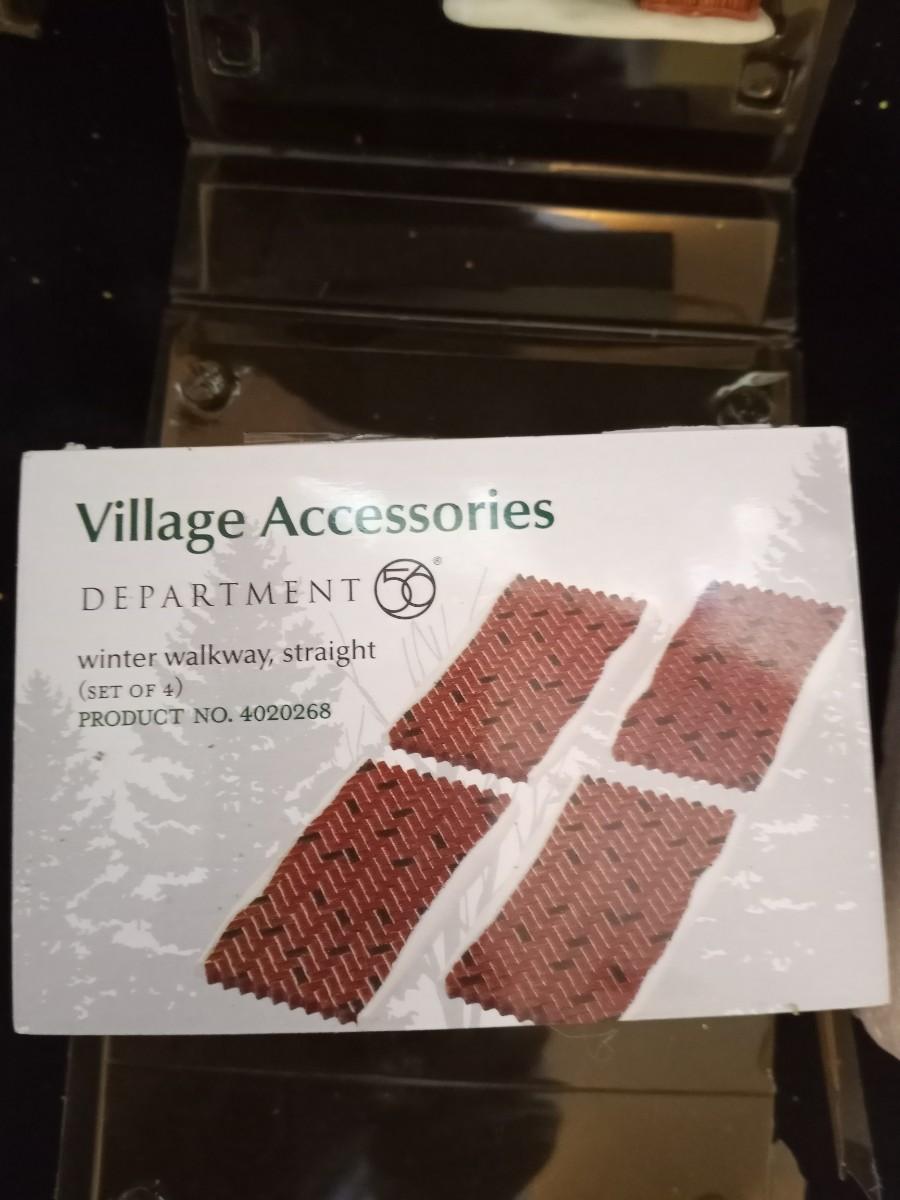 Village Accessories
DEPARTMENT 56®
winter walkway, straight
(SET OF 4)
PRODUCT NO. 4020268